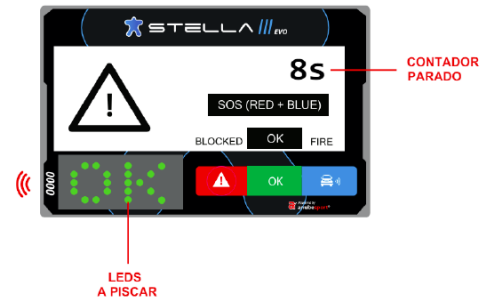 STELLA III EVO
8s
CONTADOR
PARADO
SOS (RED + BLUE)
BLOCKED OK FIRE
0000
OK
OK
LEDS
A PISCAR